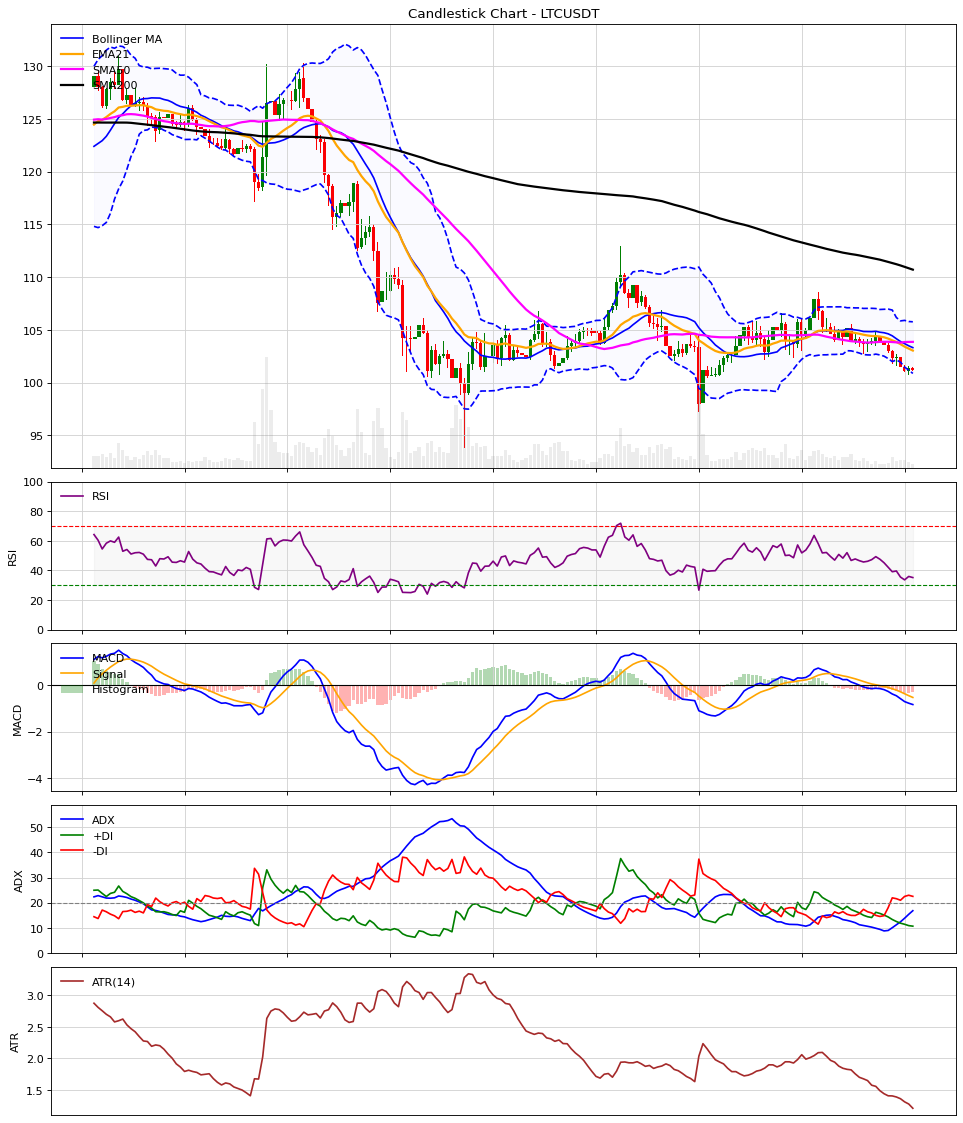 Candlestick Chart - LTCUSDT
Bollinger MA
EMA21
SMA50
SMA200
130
125
120
115
110
105
100
95
RSI
100
80
60
40
20
0
RSI
MACD
Signal
Histogram
0
−2
−4
MACD
ADX
+DI
-DI
50
40
30
20
10
0
ADX
ATR(14)
3.0
2.5
2.0
1.5
ATR